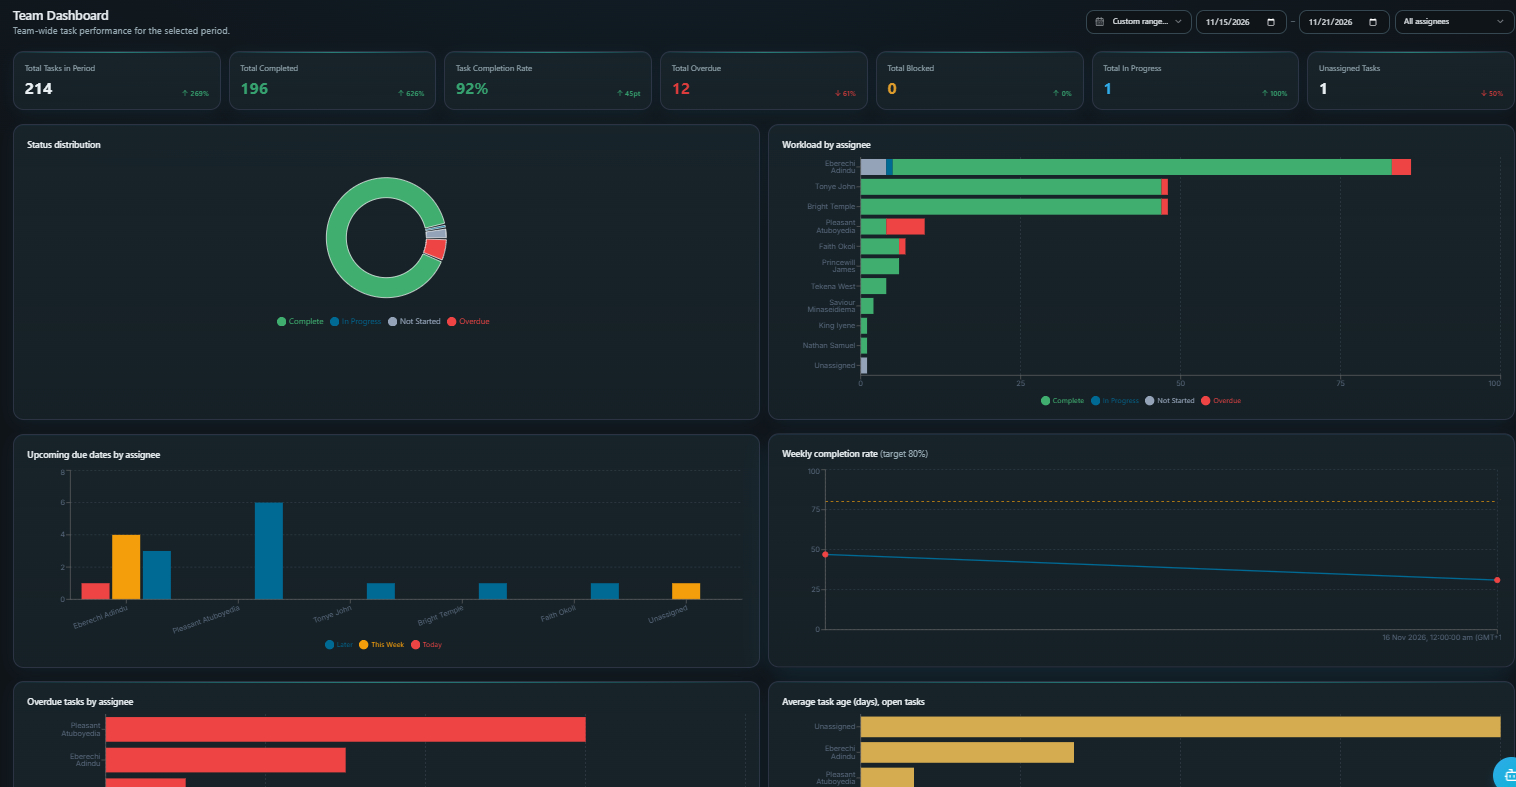 Team Dashboard
Team-wide task performance for the selected period.
Custom range...
11/15/2026
–
11/21/2026
All assignees
Total Tasks in Period
214
↑ 269%
Total Completed
196
↑ 626%
Task Completion Rate
92%
↑ 45pt
Total Overdue
12
↓ 61%
Total Blocked
0
↑ 0%
Total In Progress
1
↑ 100%
Unassigned Tasks
1
↓ 50%
Status distribution
Complete
In Progress
Not Started
Overdue
Workload by assignee
Eberechi
Adindu
Tonye John
Bright Temple
Pleasant
Atuboyedia
Faith Okoli
Princewill
James
Tekena West
Saviour
Minaseidiema
King Iyene
Nathan Samuel
Unassigned
0
25
50
75
100
Complete
In Progress
Not Started
Overdue
Upcoming due dates by assignee
8
6
4
2
0
Eberechi Adindu
Pleasant Atuboyedia
Tonye John
Bright Temple
Faith Okoli
Unassigned
Later
This Week
Today
Weekly completion rate (target 80%)
100
75
50
25
0
16 Nov 2026, 12:00:00 am (GMT+1
Overdue tasks by assignee
Pleasant
Atuboyedia
Eberechi
Adindu
Average task age (days), open tasks
Unassigned
Eberechi
Adindu
Pleasant
Atuboyedia